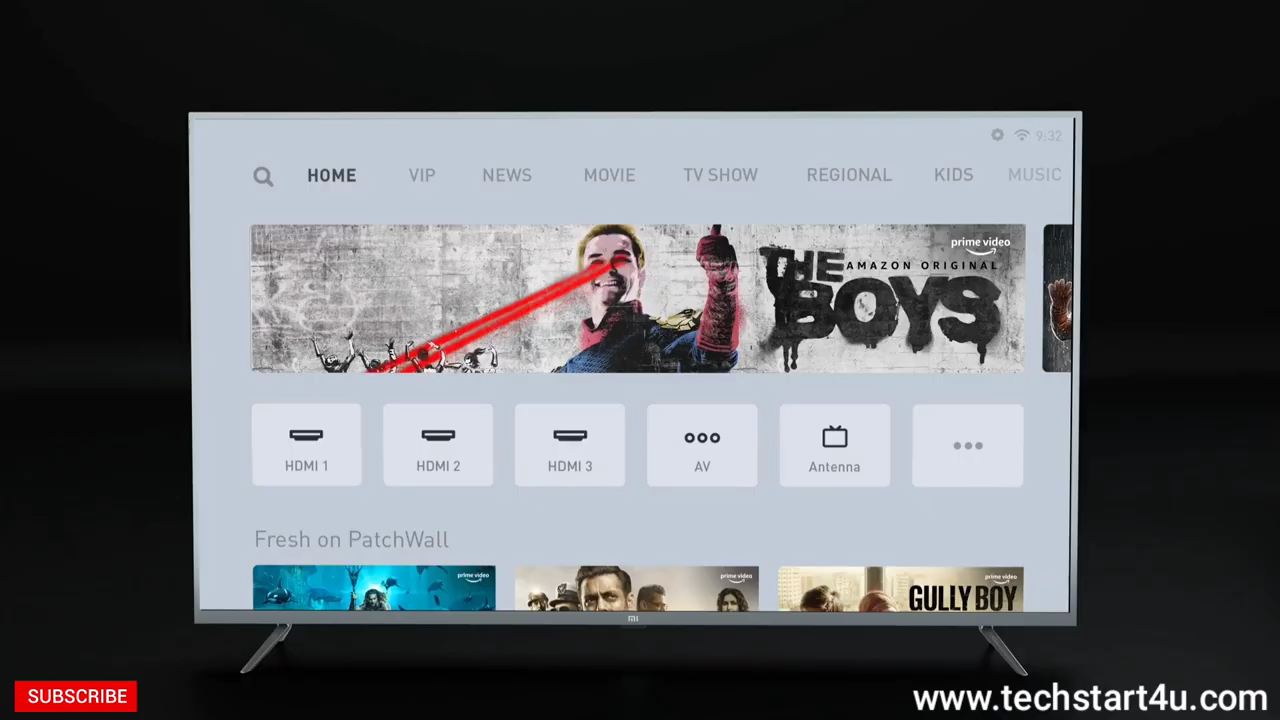 9:32
HOME VIP NEWS MOVIE TV SHOW REGIONAL KIDS MUSIC
prime video
AMAZON ORIGINAL
THE
BOYS
HDMI 1 HDMI 2 HDMI 3 AV Antenna
Fresh on PatchWall
prime video prime video prime video
GULLY BOY
mi
SUBSCRIBE
www.techstart4u.com